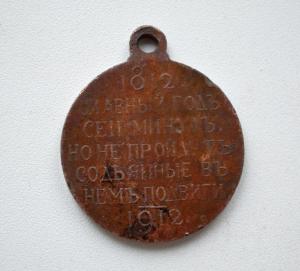 1812
СЛАВНЫЙ ГОДЪ
СЕЙ МИНУЛЪ,
НО НЕ ПРОЙДУТЪ
СОДѢЯННЫЕ ВЪ
НЕМЪ ПОДВИГИ
1912